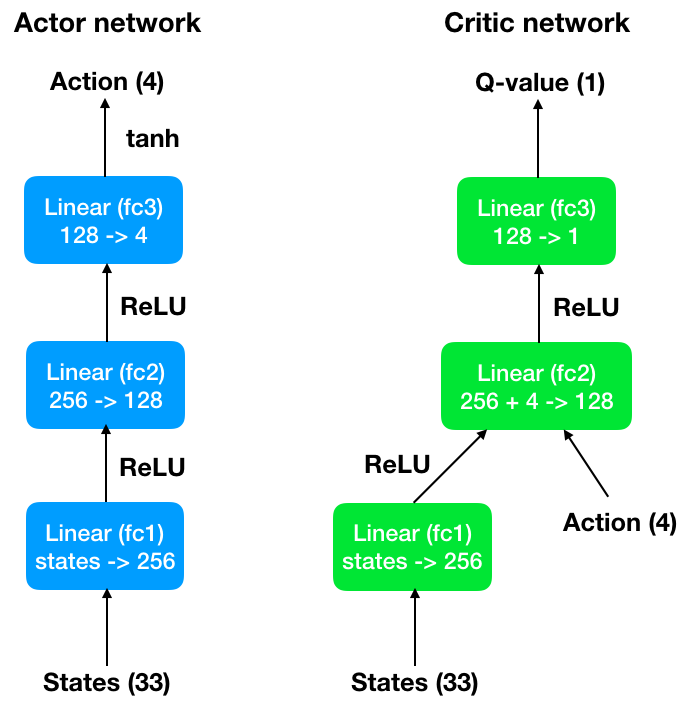 Actor network
Action (4)
tanh
Linear (fc3)
128 -> 4
ReLU
Linear (fc2)
256 -> 128
ReLU
Linear (fc1)
states -> 256
States (33)
Critic network
Q-value (1)
Linear (fc3)
128 -> 1
ReLU
Linear (fc2)
256 + 4 -> 128
ReLU
Action (4)
Linear (fc1)
states -> 256
States (33)